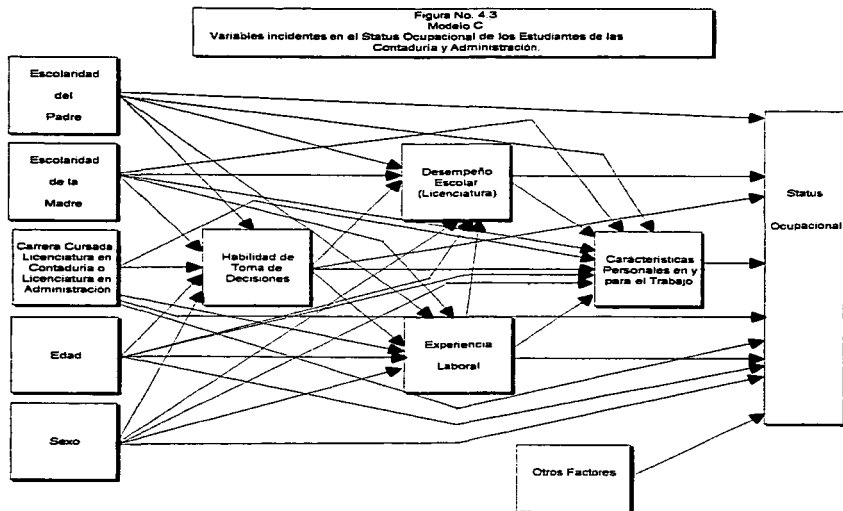 Figura No. 4.3
Modelo C
Variables incidentes en el Status Ocupacional de los Estudiantes de las
Contaduría y Administración.
Escolaridad
del
Padre
Escolaridad
de la
Madre
Carrera Cursada
Licenciatura en
Contaduría o
Licenciatura en
Administración
Edad
Sexo
Habilidad de
Toma de
Decisiones
Desempeño
Escolar
(Licenciatura)
Experiencia
Laboral
Características
Personales en y
para el Trabajo
Otros Factores
Status
Ocupacional